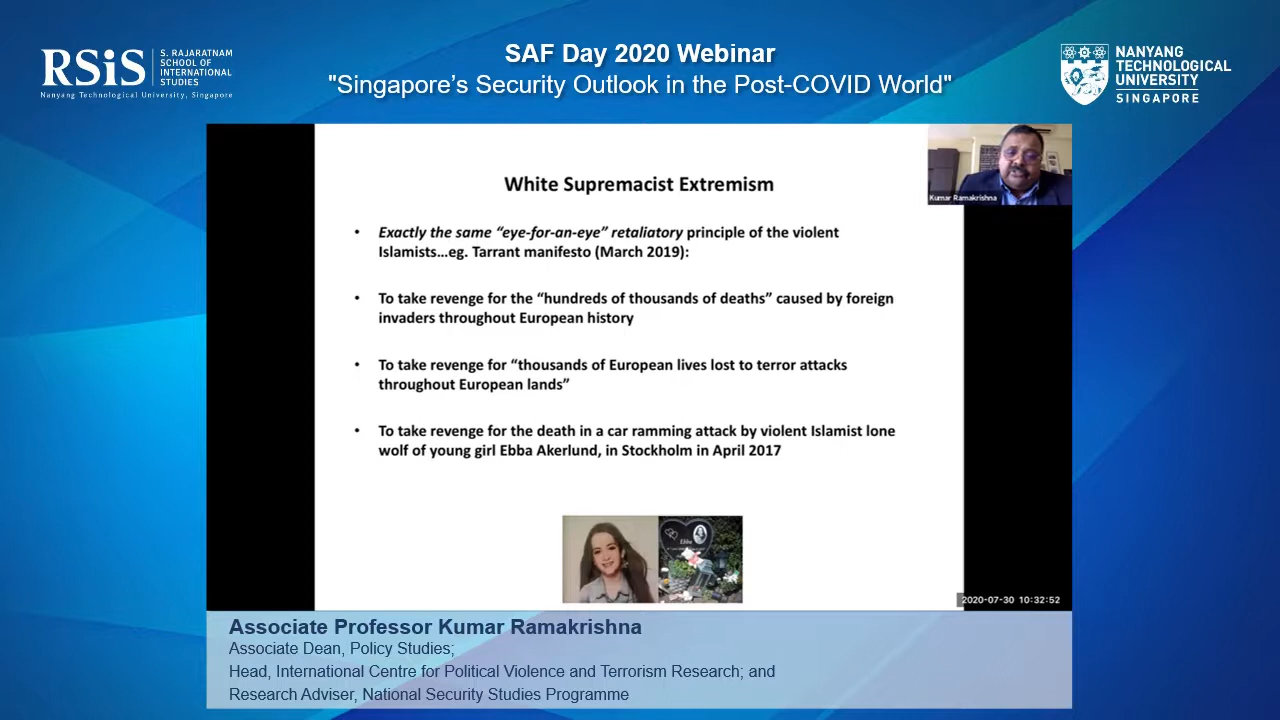 RSiS
S. RAJARATNAM
SCHOOL OF
INTERNATIONAL
STUDIES
Nanyang Technological University, Singapore
SAF Day 2020 Webinar
"Singapore’s Security Outlook in the Post-COVID World"
NANYANG
TECHNOLOGICAL
UNIVERSITY
SINGAPORE
White Supremacist Extremism
• Exactly the same “eye-for-an-eye” retaliatory principle of the violent
Islamists…eg. Tarrant manifesto (March 2019):
• To take revenge for the “hundreds of thousands of deaths” caused by foreign
invaders throughout European history
• To take revenge for “thousands of European lives lost to terror attacks
throughout European lands”
• To take revenge for the death in a car ramming attack by violent Islamist lone
wolf of young girl Ebba Akerlund, in Stockholm in April 2017
Kumar Ramakrishna
Ebba
2020-07-30 10:32:52
Associate Professor Kumar Ramakrishna
Associate Dean, Policy Studies;
Head, International Centre for Political Violence and Terrorism Research; and
Research Adviser, National Security Studies Programme